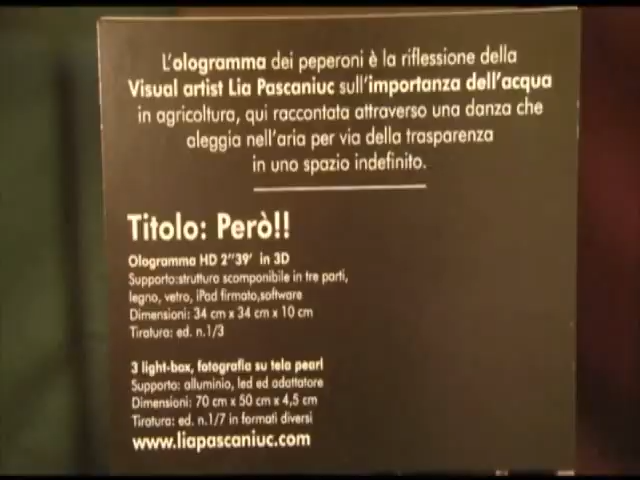 L'ologramma dei peperoni è la riflessione della
Visual artist Lia Pascaniuc sull'importanza dell'acqua
in agricoltura, qui raccontata attraverso una danza che
aleggia nell'aria per via della trasparenza
in uno spazio indefinito.
Titolo: Però!!
Ologramma HD 2"39' in 3D
Supporto:struttura scomponibile in tre parti,
legno, vetro, iPad firmato,software
Dimensioni: 34 cm x 34 cm x 10 cm
Tiratura: ed. n.1/3
3 light-box, fotografia su tela pearl
Supporto: alluminio, led ed adattatore
Dimensioni: 70 cm x 50 cm x 4,5 cm
Tiratura: ed. n.1/7 in formati diversi
www.liapascaniuc.com